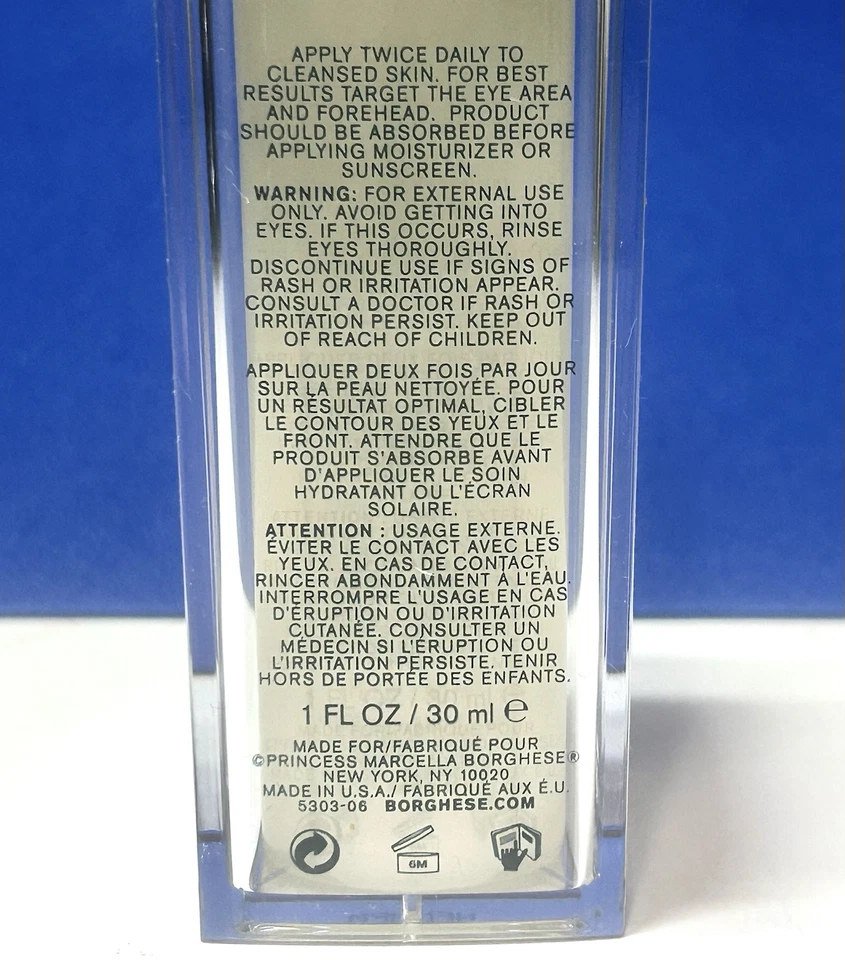 APPLY TWICE DAILY TO
CLEANSED SKIN. FOR BEST
RESULTS TARGET THE EYE AREA
AND FOREHEAD. PRODUCT
SHOULD BE ABSORBED BEFORE
APPLYING MOISTURIZER OR
SUNSCREEN.
WARNING: FOR EXTERNAL USE
ONLY. AVOID GETTING INTO
EYES. IF THIS OCCURS, RINSE
EYES THOROUGHLY.
DISCONTINUE USE IF SIGNS OF
RASH OR IRRITATION APPEAR.
CONSULT A DOCTOR IF RASH OR
IRRITATION PERSIST. KEEP OUT
OF REACH OF CHILDREN.
APPLIQUER DEUX FOIS PAR JOUR
SUR LA PEAU NETTOYÉE. POUR
UN RÉSULTAT OPTIMAL, CIBLER
LE CONTOUR DES YEUX ET LE
FRONT. ATTENDRE QUE LE
PRODUIT S'ABSORBE AVANT
D'APPLIQUER LE SOIN
HYDRATANT OU L'ÉCRAN
SOLAIRE.
ATTENTION : USAGE EXTERNE.
ÉVITER LE CONTACT AVEC LES
YEUX. EN CAS DE CONTACT,
RINCER ABONDAMMENT À L'EAU.
INTERROMPRE L'USAGE EN CAS
D'ÉRUPTION OU D'IRRITATION
CUTANÉE. CONSULTER UN
MÉDECIN SI L'ÉRUPTION OU
L'IRRITATION PERSISTE. TENIR
HORS DE PORTÉE DES ENFANTS.
1 FL OZ / 30 ml ℮
MADE FOR/FABRIQUÉ POUR
©PRINCESS MARCELLA BORGHESE®
NEW YORK, NY 10020
MADE IN U.S.A./ FABRIQUÉ AUX É.U.
5303-06 BORGHESE.COM
6M